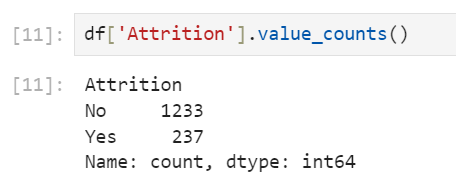 [11]: df['Attrition'].value_counts()
[11]: Attrition
No     1233
Yes     237
Name: count, dtype: int64